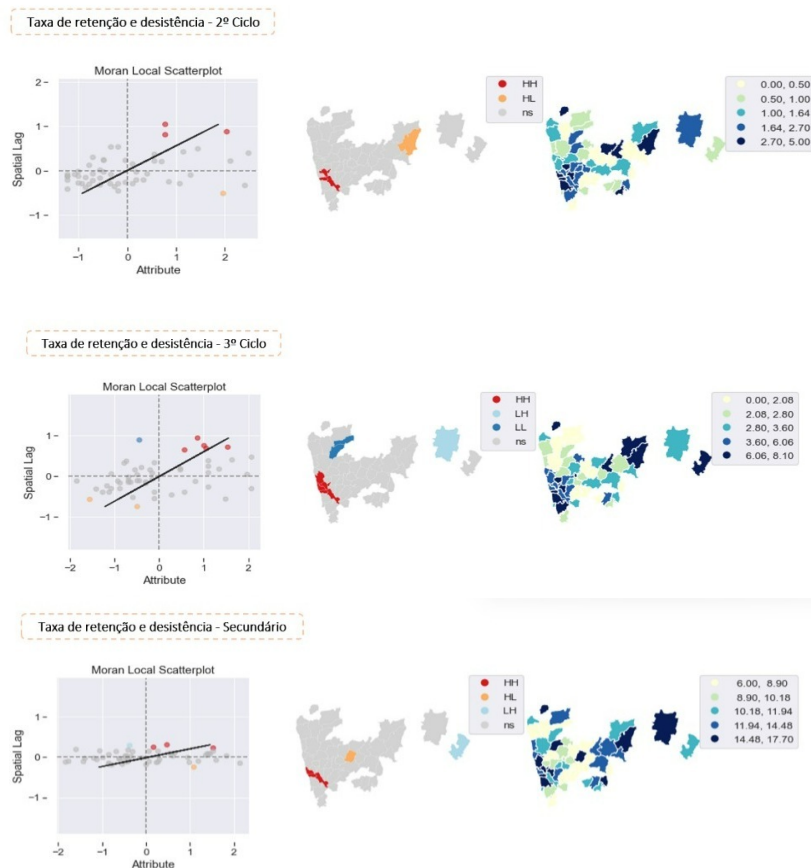 Taxa de retenção e desistência - 2º Ciclo
Moran Local Scatterplot
2
1
0
−1
Spatial Lag
−1 0 1 2
Attribute
HH
HL
ns
0.00, 0.50
0.50, 1.00
1.00, 1.64
1.64, 2.70
2.70, 5.00
Taxa de retenção e desistência - 3º Ciclo
Moran Local Scatterplot
1
0
−1
Spatial Lag
−2 −1 0 1 2
Attribute
HH
LH
LL
ns
0.00, 2.08
2.08, 2.80
2.80, 3.60
3.60, 6.06
6.06, 8.10
Taxa de retenção e desistência - Secundário
Moran Local Scatterplot
1
0
−1
Spatial Lag
−2 −1 0 1 2
Attribute
HH
HL
LH
ns
6.00, 8.90
8.90, 10.18
10.18, 11.94
11.94, 14.48
14.48, 17.70